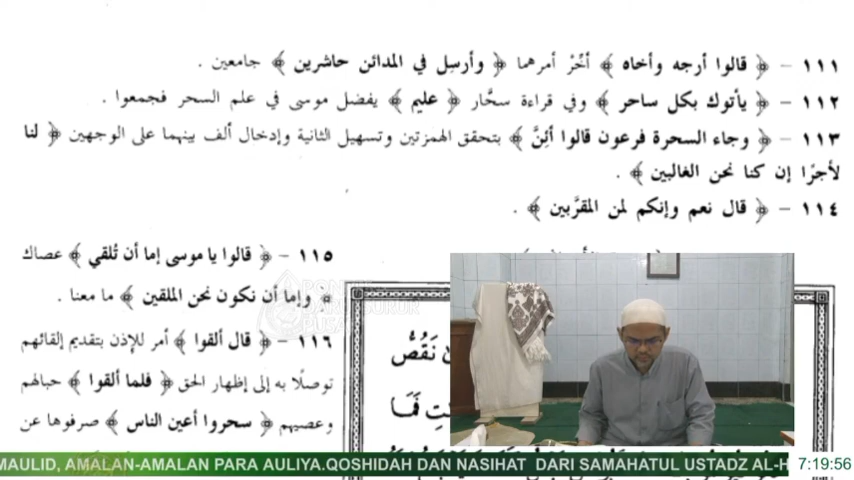 ١١١ – ﴿ قالوا أرجه وأخاه ﴾ أخِّرْ أمرهما ﴿ وأرسِل في المدائن حاشرين ﴾ جامعين .
١١٢ – ﴿ يأتوك بكل ساحر ﴾ وفي قراءة سحَّار ﴿ عليم ﴾ يفضل موسى في علم السحر فجمعوا .
١١٣ – ﴿ وجاء السحرة فرعون قالوا أئِنَّ ﴾ بتحقق الهمزتين وتسهيل الثانية وإدخال ألف بينهما على الوجهين ﴿ لنا
لأجرًا إن كنا نحن الغالبين ﴾ .
١١٤ – ﴿ قال نعم وإنكم لمن المقرَّبين ﴾ .
١١٥ – ﴿ قالوا يا موسى إما أن تُلقي ﴾ عصاك
﴿ وإما أن نكون نحن الملقين ﴾ ما معنا .
١١٦ – ﴿ قال ألقوا ﴾ أمر للإذن بتقديم إلقائهم
توصلًا به إلى إظهار الحق ﴿ فلما ألقوا ﴾ حبالهم
وعصيهم ﴿ سحروا أعين الناس ﴾ صرفوها عن
نَقُصُّ
فَمَا
MAULID, AMALAN-AMALAN PARA AULIYA.QOSHIDAH DAN NASIHAT DARI SAMAHATUL USTADZ AL-H
7:19:56